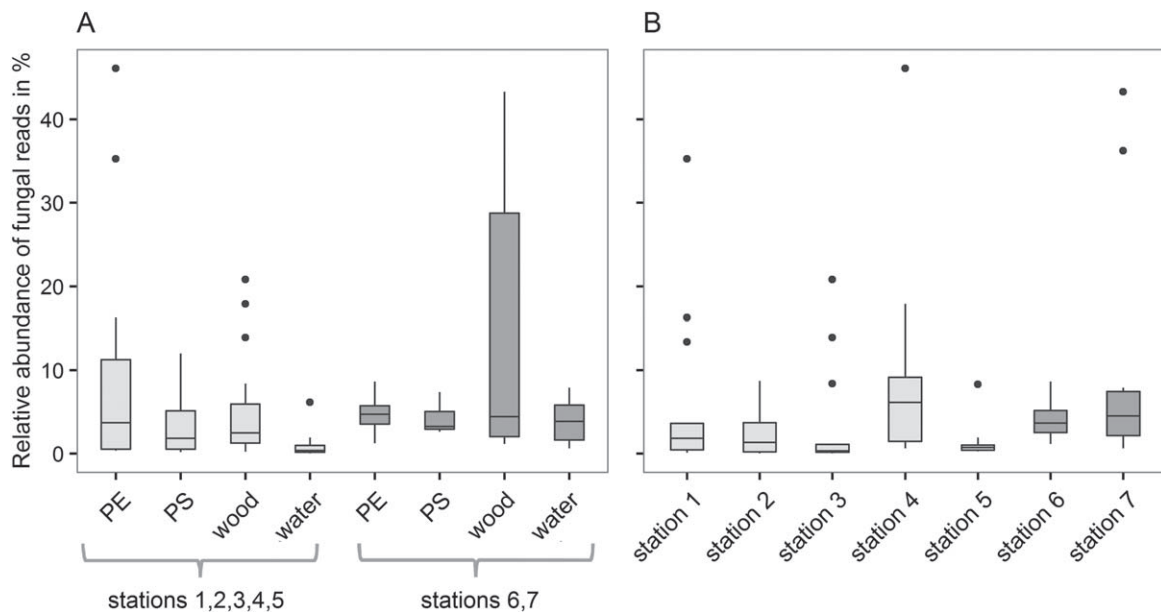 A
B
Relative abundance of fungal reads in %
40
30
20
10
0
PE
PS
wood
water
PE
PS
wood
water
stations 1,2,3,4,5
stations 6,7
station 1
station 2
station 3
station 4
station 5
station 6
station 7